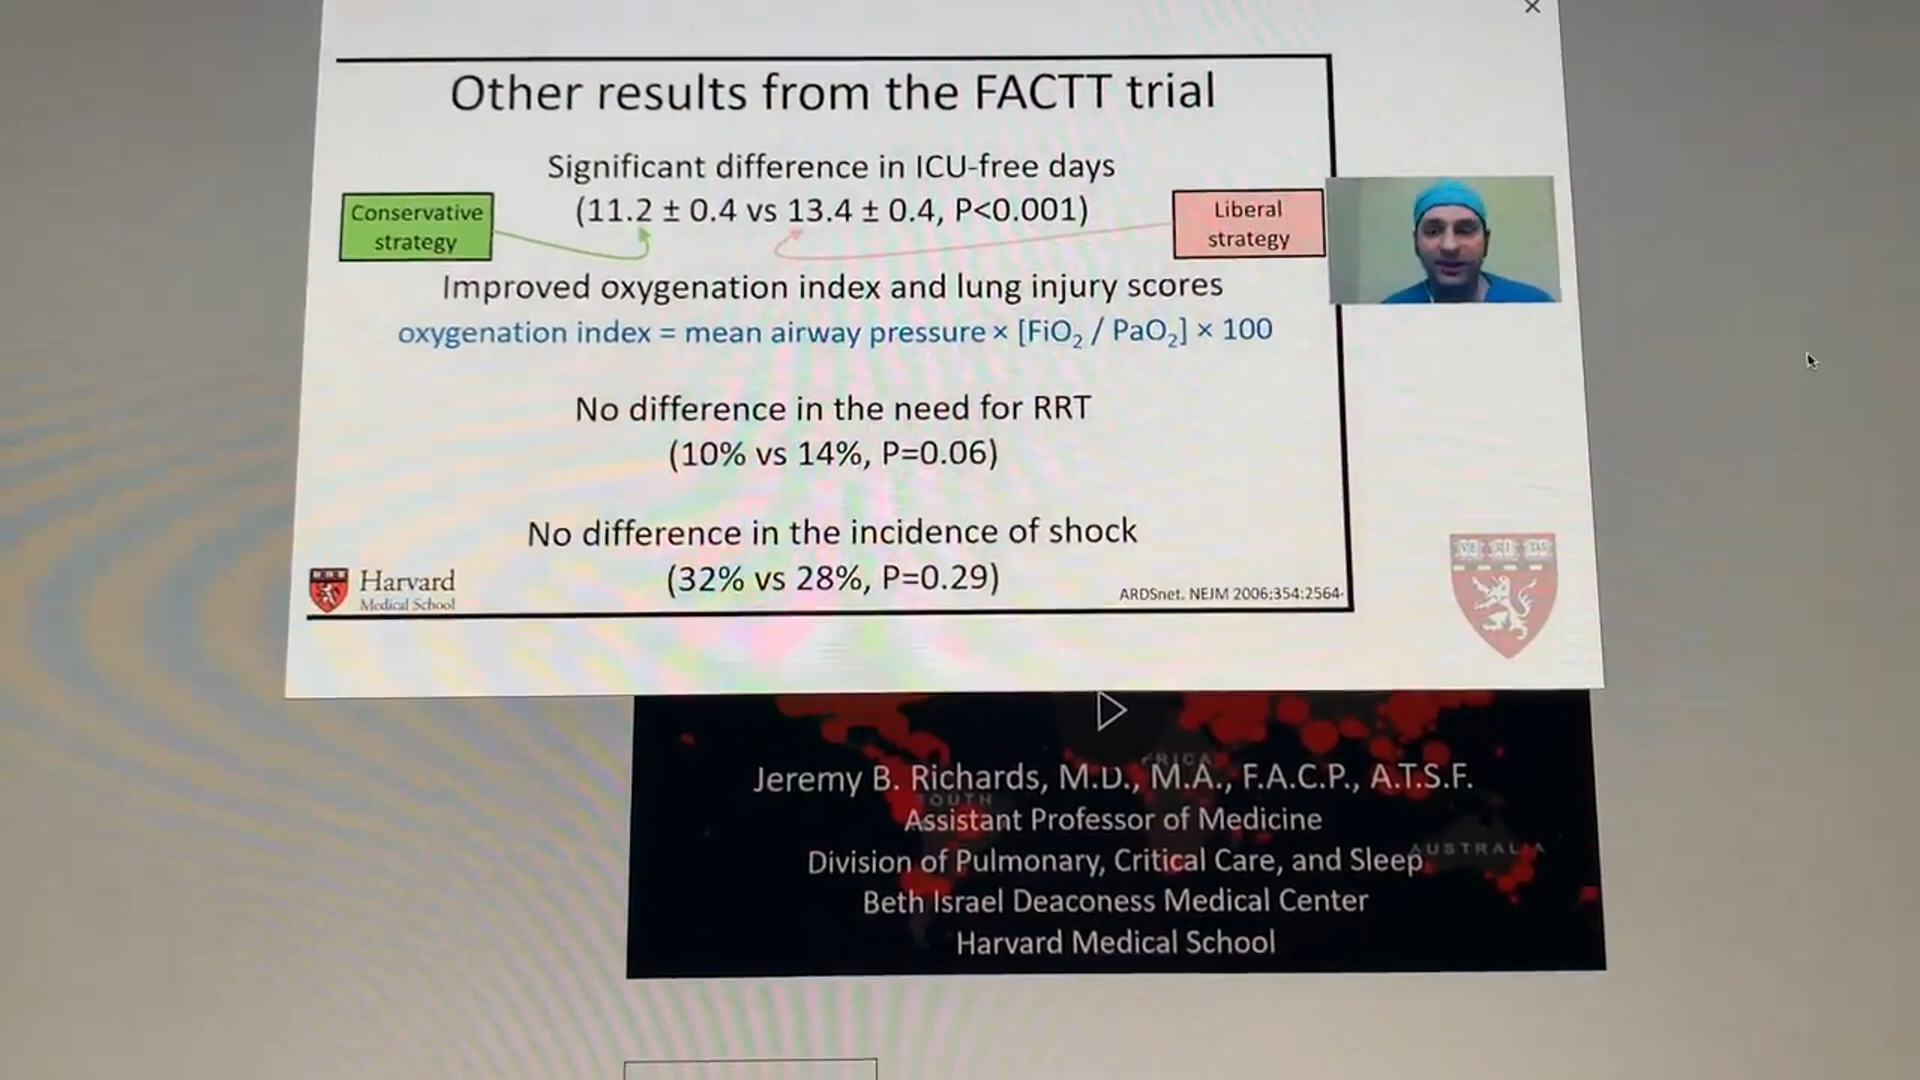 Other results from the FACTT trial
Significant difference in ICU-free days
(11.2 ± 0.4 vs 13.4 ± 0.4, P<0.001)
Conservative
strategy
Liberal
strategy
Improved oxygenation index and lung injury scores
oxygenation index = mean airway pressure × [FiO₂ / PaO₂] × 100
No difference in the need for RRT
(10% vs 14%, P=0.06)
No difference in the incidence of shock
(32% vs 28%, P=0.29)
Harvard
Medical School
ARDSnet. NEJM 2006;354:2564-
Jeremy B. Richards, M.D., M.A., F.A.C.P., A.T.S.F.
Assistant Professor of Medicine
Division of Pulmonary, Critical Care, and Sleep
Beth Israel Deaconess Medical Center
Harvard Medical School
AUSTRALIA